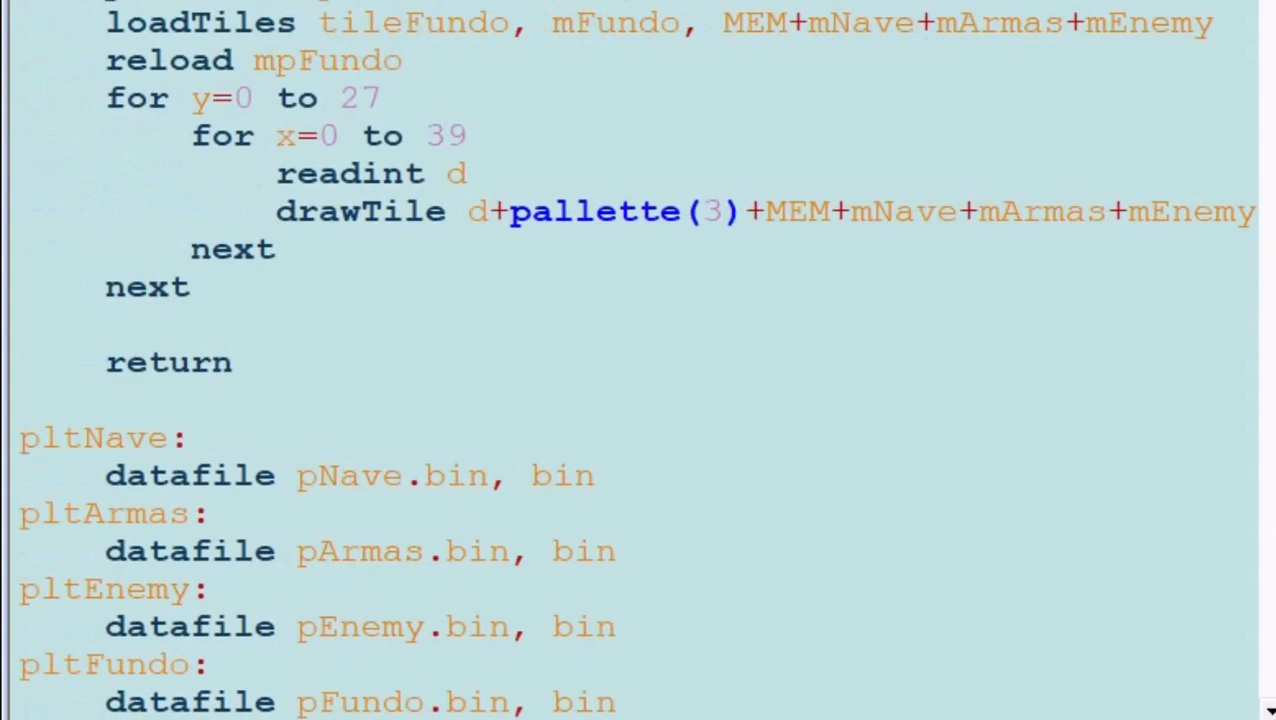 loadTiles tileFundo, mFundo, MEM+mNave+mArmas+mEnemy
reload mpFundo
for y=0 to 27
for x=0 to 39
readint d
drawTile d+pallette(3)+MEM+mNave+mArmas+mEnemy
next
next
return
pltNave:
datafile pNave.bin, bin
pltArmas:
datafile pArmas.bin, bin
pltEnemy:
datafile pEnemy.bin, bin
pltFundo:
datafile pFundo.bin, bin